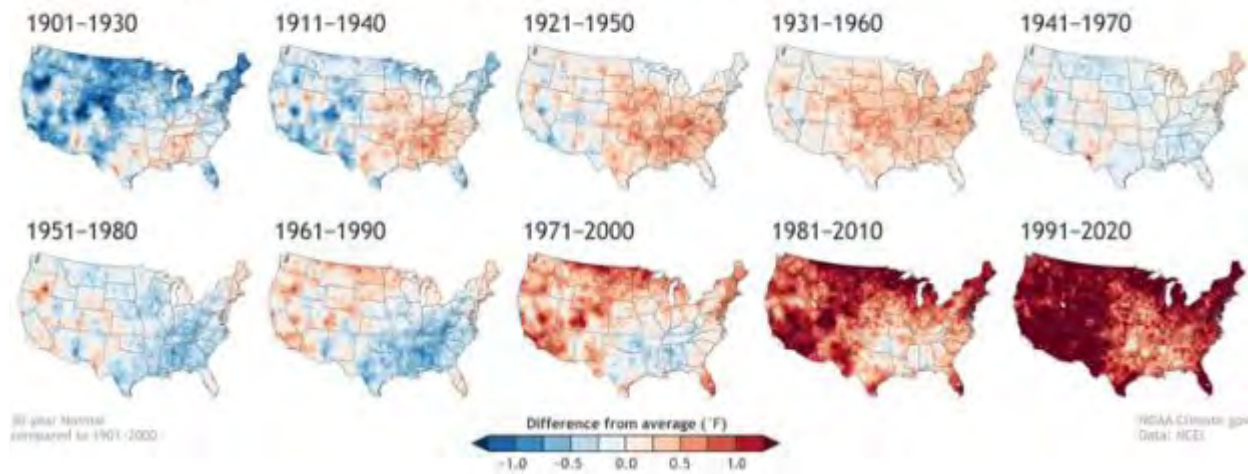 1901–1930
1911–1940
1921–1950
1931–1960
1941–1970
1951–1980
1961–1990
1971–2000
1981–2010
1991–2020
30-year Normal
compared to 1901-2000
Difference from average (°F)
-1.0 -0.5 0.0 0.5 1.0
NOAA Climate.gov
Data: NCEI